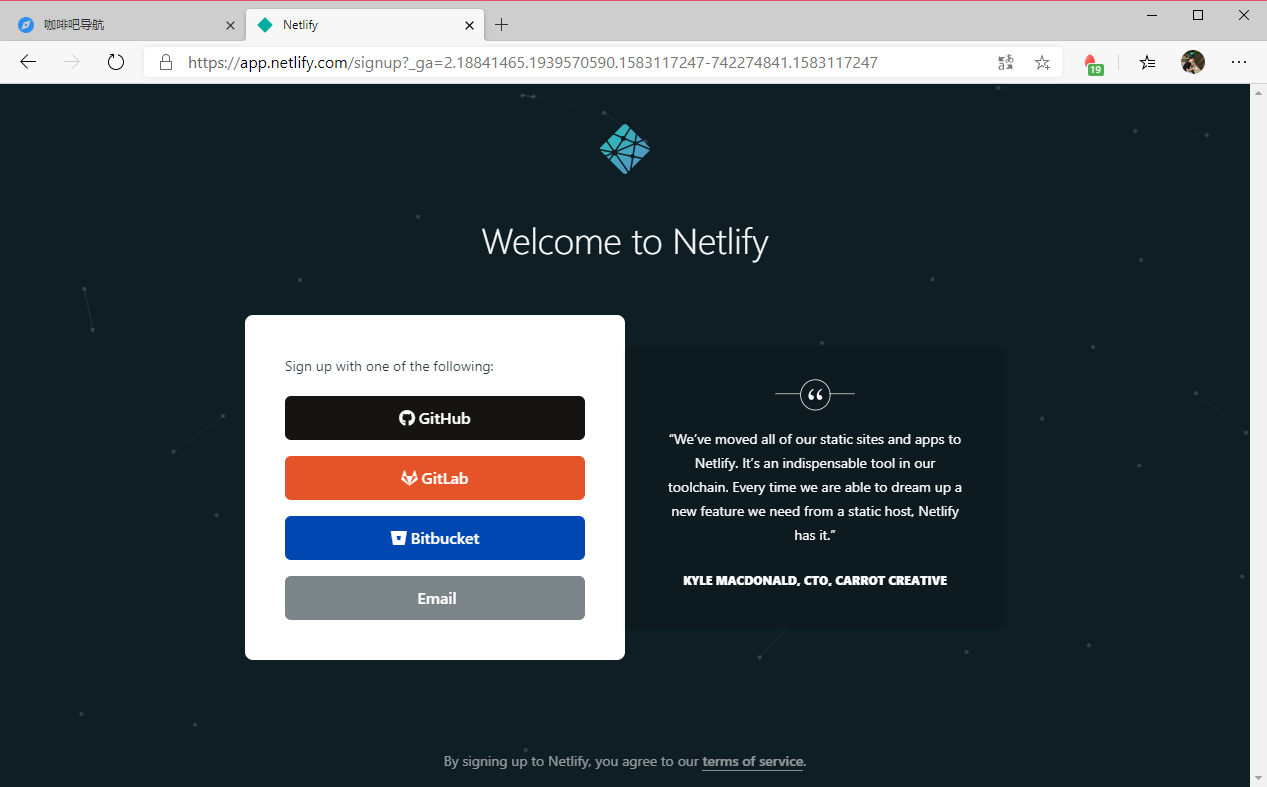 咖啡吧导航
Netlify
https://app.netlify.com/signup?_ga=2.18841465.1939570590.1583117247-742274841.1583117247
19
Welcome to Netlify
Sign up with one of the following:
GitHub
GitLab
Bitbucket
Email
“We’ve moved all of our static sites and apps to
Netlify. It’s an indispensable tool in our
toolchain. Every time we are able to dream up a
new feature we need from a static host, Netlify
has it.”
KYLE MACDONALD, CTO, CARROT CREATIVE
By signing up to Netlify, you agree to our terms of service.